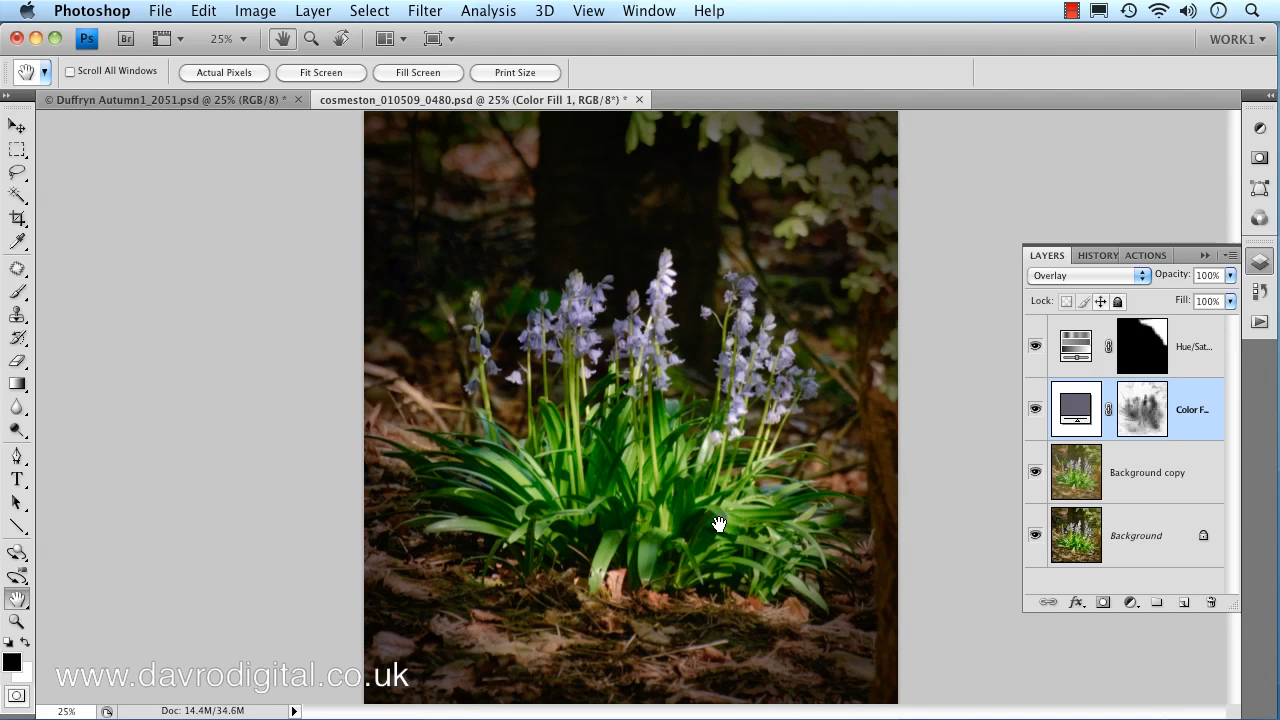 Photoshop File Edit Image Layer Select Filter Analysis 3D View Window Help
Ps Br 25% WORK1
Scroll All Windows Actual Pixels Fit Screen Fill Screen Print Size
© Duffryn Autumn1_2051.psd @ 25% (RGB/8) * cosmeston_010509_0480.psd @ 25% (Color Fill 1, RGB/8*) *
LAYERS HISTORY ACTIONS
Overlay Opacity: 100%
Lock: Fill: 100%
Hue/Sat...
Color F...
Background copy
Background
T
fx
www.davrodigital.co.uk
25% Doc: 14.4M/34.6M